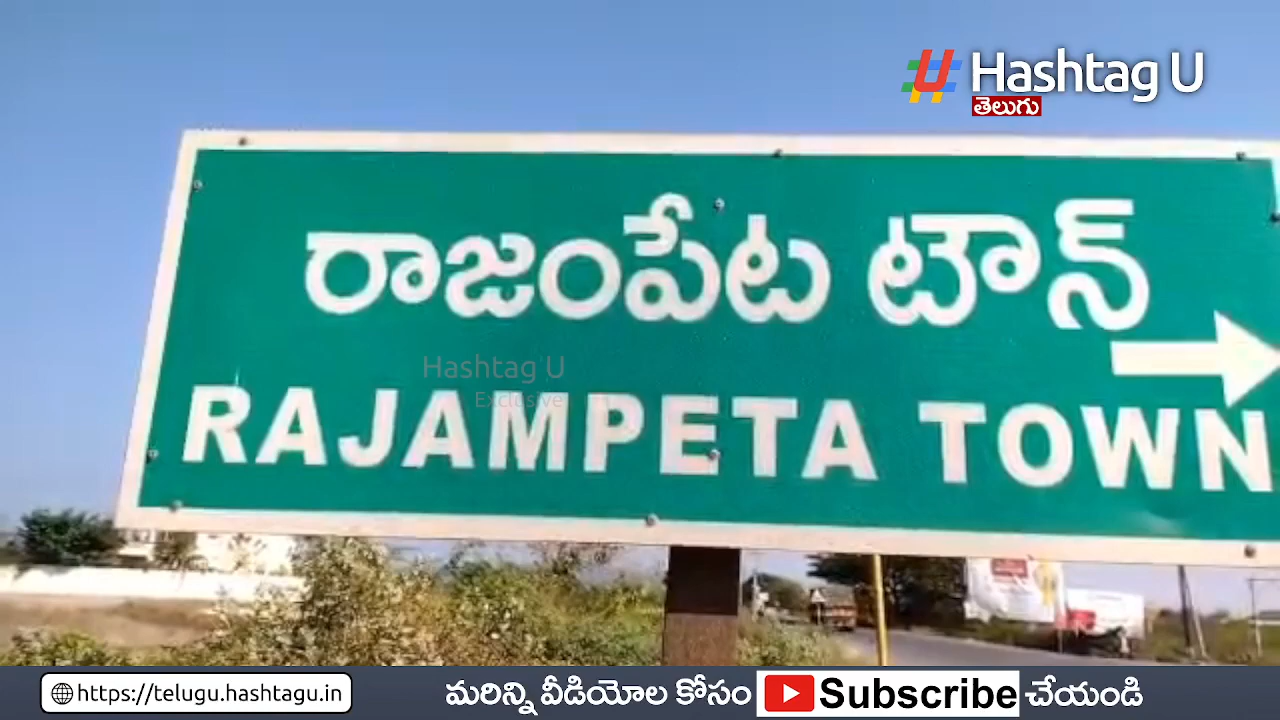 Hashtag U
తెలుగు
రాజంపేట టౌన్
Hashtag U
Exclusive
RAJAMPETA TOWN
https://telugu.hashtagu.in
మరిన్ని వీడియోల కోసం Subscribe చేయండి